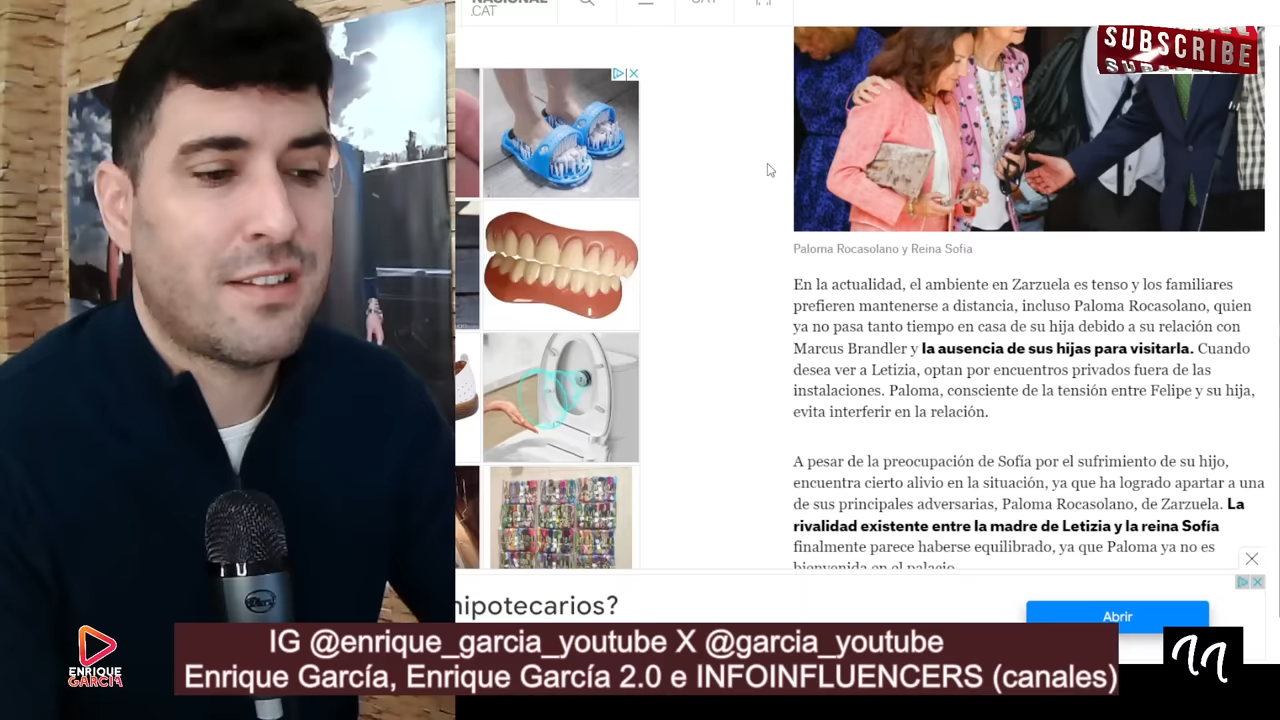 NASIONAL
.CAT
CAT
SUBSCRIBE
Paloma Rocasolano y Reina Sofía
En la actualidad, el ambiente en Zarzuela es tenso y los familiares
prefieren mantenerse a distancia, incluso Paloma Rocasolano, quien
ya no pasa tanto tiempo en casa de su hija debido a su relación con
Marcus Brandler y la ausencia de sus hijas para visitarla. Cuando
desea ver a Letizia, optan por encuentros privados fuera de las
instalaciones. Paloma, consciente de la tensión entre Felipe y su hija,
evita interferir en la relación.
A pesar de la preocupación de Sofía por el sufrimiento de su hijo,
encuentra cierto alivio en la situación, ya que ha logrado apartar a una
de sus principales adversarias, Paloma Rocasolano, de Zarzuela. La
rivalidad existente entre la madre de Letizia y la reina Sofía
finalmente parece haberse equilibrado, ya que Paloma ya no es
bienvenida en el palacio.
hipotecarios?
Abrir
IG @enrique_garcia_youtube X @garcia_youtube
Enrique García, Enrique García 2.0 e INFOINFLUENCERS (canales)
ENRIQUE
GARCÍA
blue